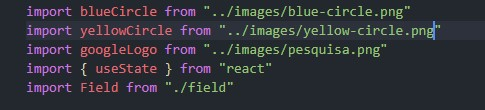 import blueCircle from "../images/blue-circle.png"
import yellowCircle from "../images/yellow-circle.png"
import googleLogo from "../images/pesquisa.png"
import { useState } from "react"
import Field from "./field"